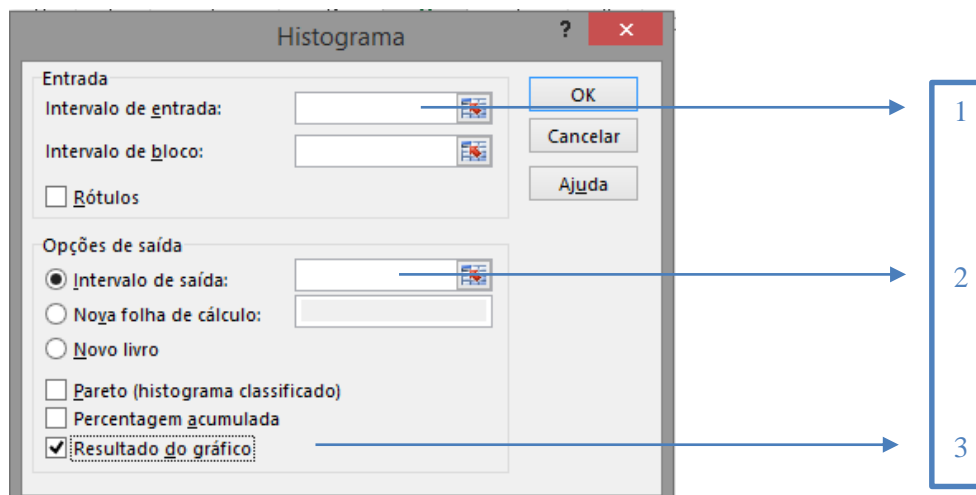 Histograma ? ×
Entrada
Intervalo de entrada:
OK
1
Intervalo de bloco:
Cancelar
Rótulos
Ajuda
Opções de saída
Intervalo de saída:
2
Nova folha de cálculo:
Novo livro
Pareto (histograma classificado)
Percentagem acumulada
Resultado do gráfico
3